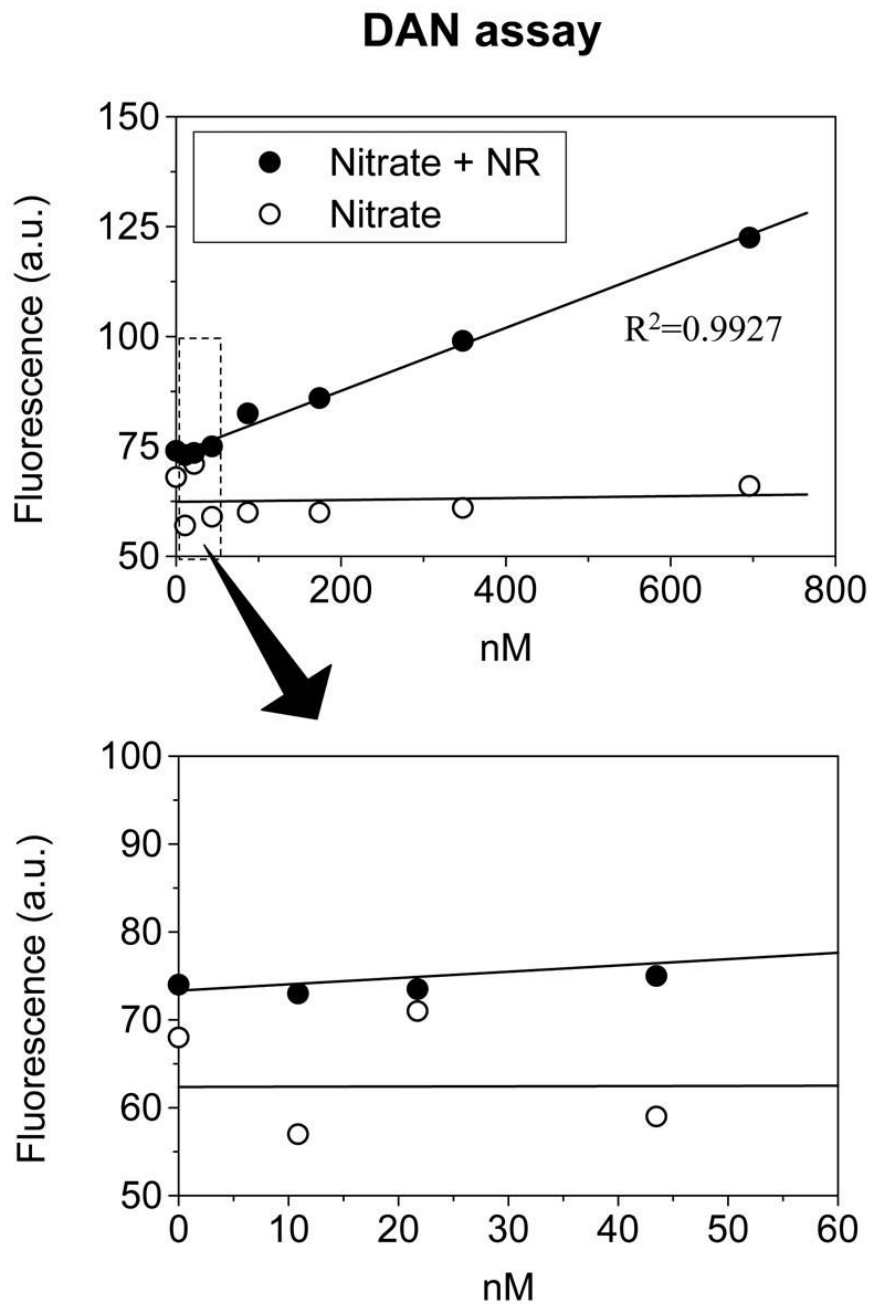 DAN assay
150
125
100
75
50
Fluorescence (a.u.)
Nitrate + NR
Nitrate
R²=0.9927
0 200 400 600 800
nM
100
90
80
70
60
50
Fluorescence (a.u.)
0 10 20 30 40 50 60
nM